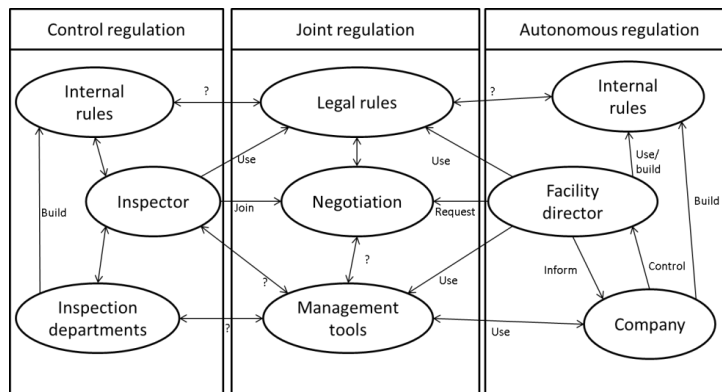 Control regulation
Joint regulation
Autonomous regulation
Internal
rules
?
Legal rules
?
Internal
rules
Use
Use
Use/
build
Inspector
Join
Negotiation
Request
Facility
director
Build
Build
?
?
Use
Inform
Control
Inspection
departments
?
Management
tools
Use
Company